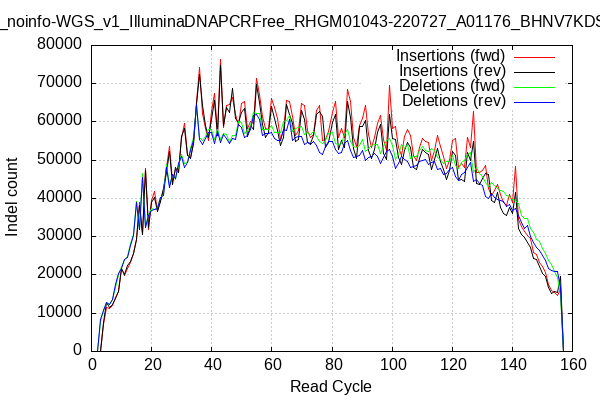 _noinfo-WGS_v1_IlluminaDNAPCRFree_RHGM01043-220727_A01176_BHNV7KDS
80000
70000
60000
50000
40000
30000
20000
10000
0
Indel count
Insertions (fwd)
Insertions (rev)
Deletions (fwd)
Deletions (rev)
0 20 40 60 80 100 120 140 160
Read Cycle